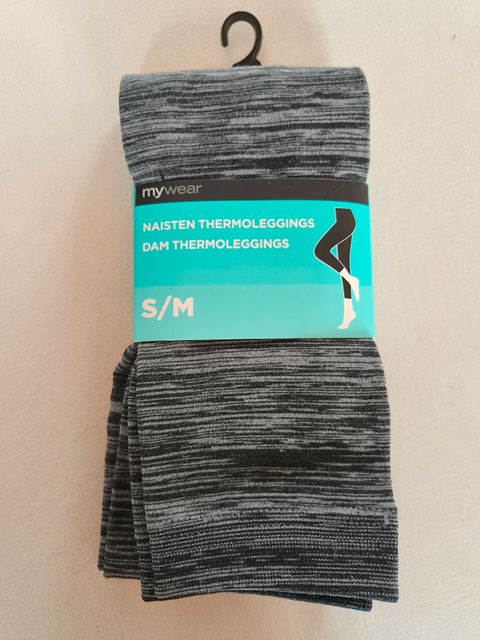 mywear
NAISTEN THERMOLEGGINGS
DAM THERMOLEGGINGS
S/M